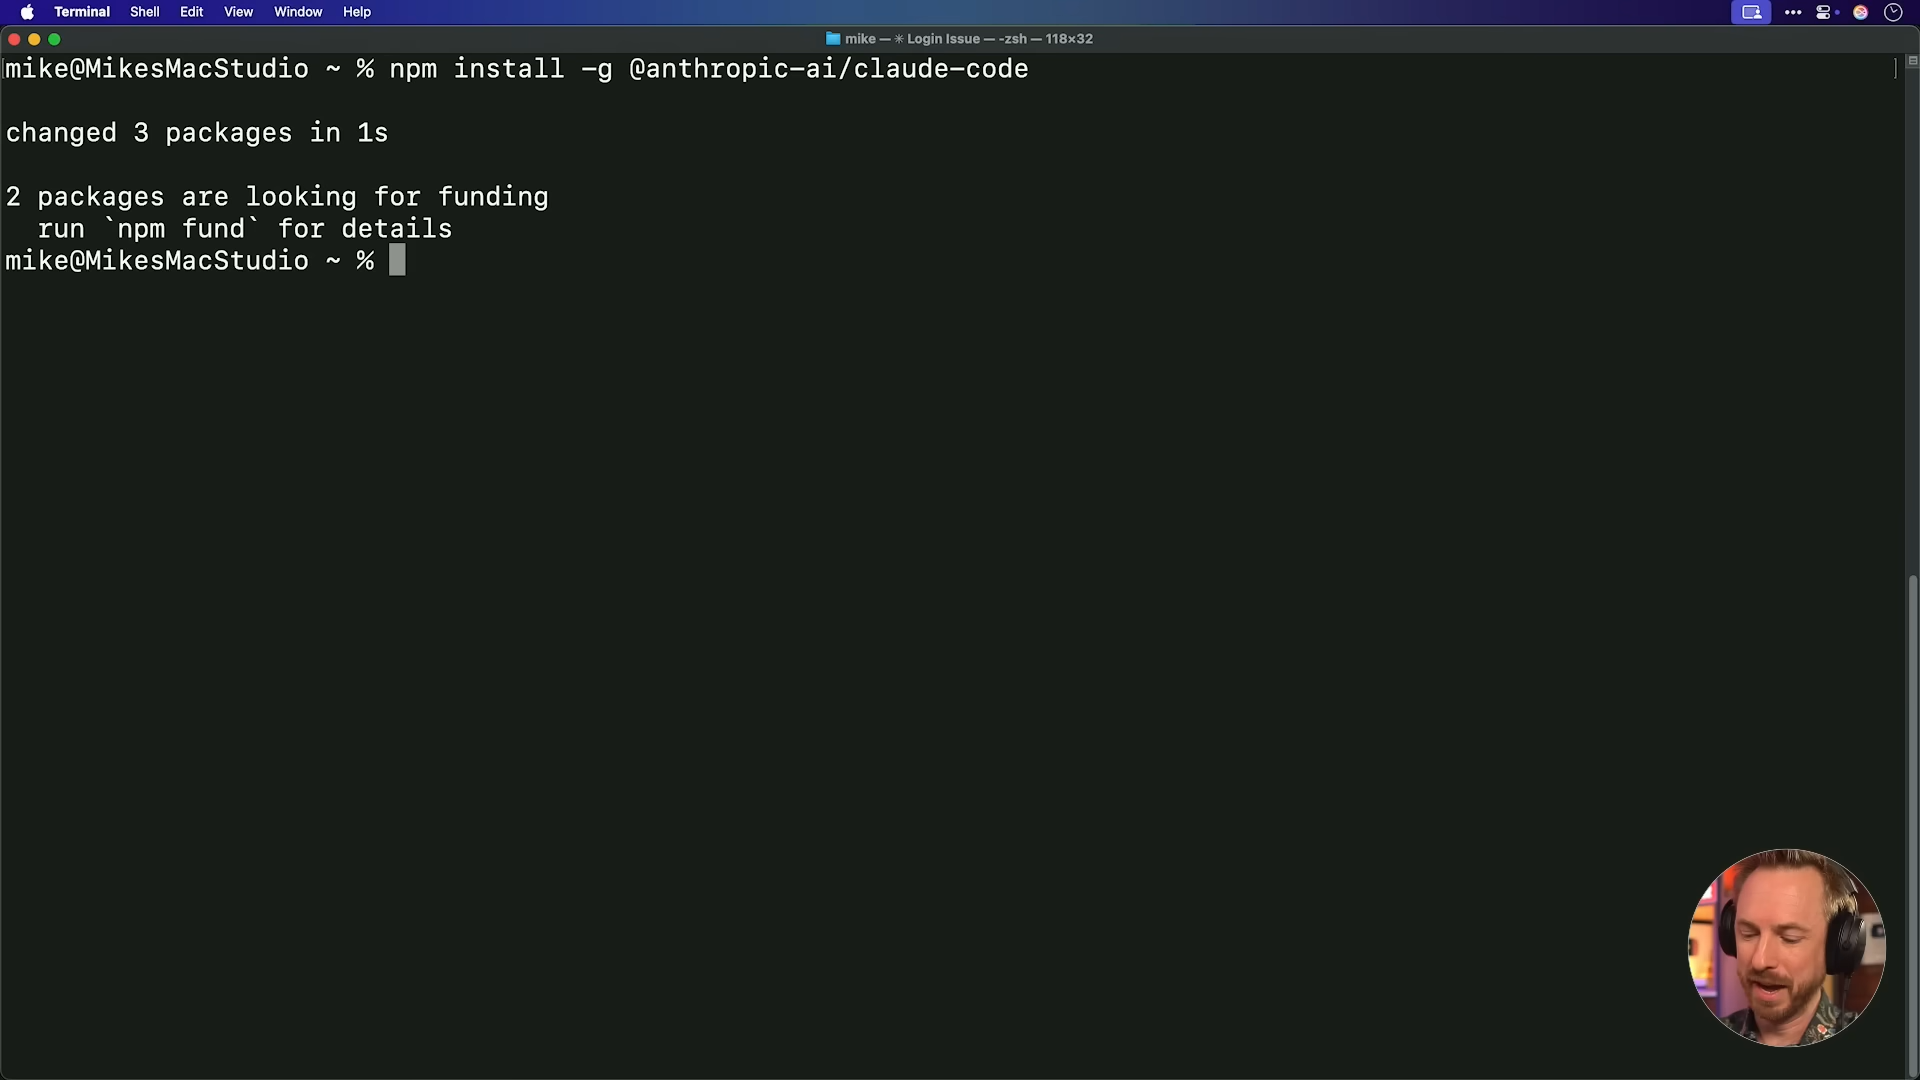 Terminal Shell Edit View Window Help
mike — ✳ Login Issue — -zsh — 118×32
mike@MikesMacStudio ~ % npm install -g @anthropic-ai/claude-code
changed 3 packages in 1s
2 packages are looking for funding
run `npm fund` for details
mike@MikesMacStudio ~ %